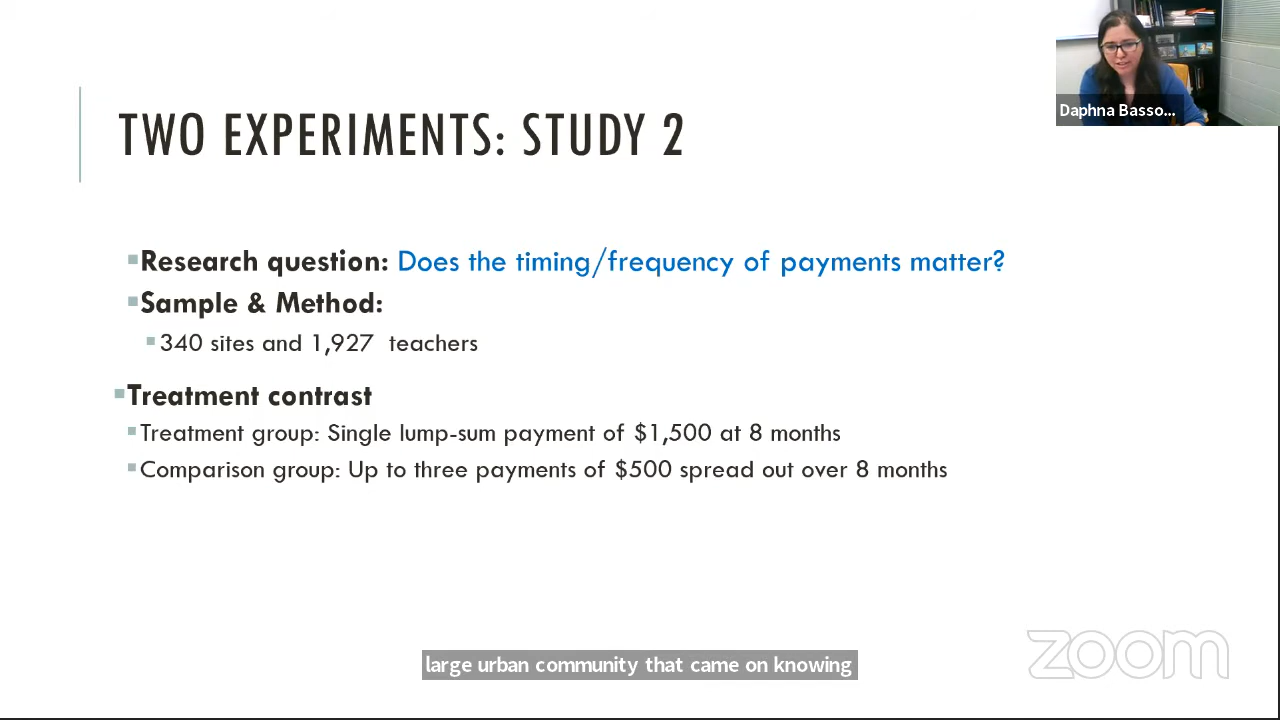 Daphna Basso...
TWO EXPERIMENTS: STUDY 2
Research question: Does the timing/frequency of payments matter?
Sample & Method:
340 sites and 1,927 teachers
Treatment contrast
Treatment group: Single lump-sum payment of $1,500 at 8 months
Comparison group: Up to three payments of $500 spread out over 8 months
large urban community that came on knowing
zoom